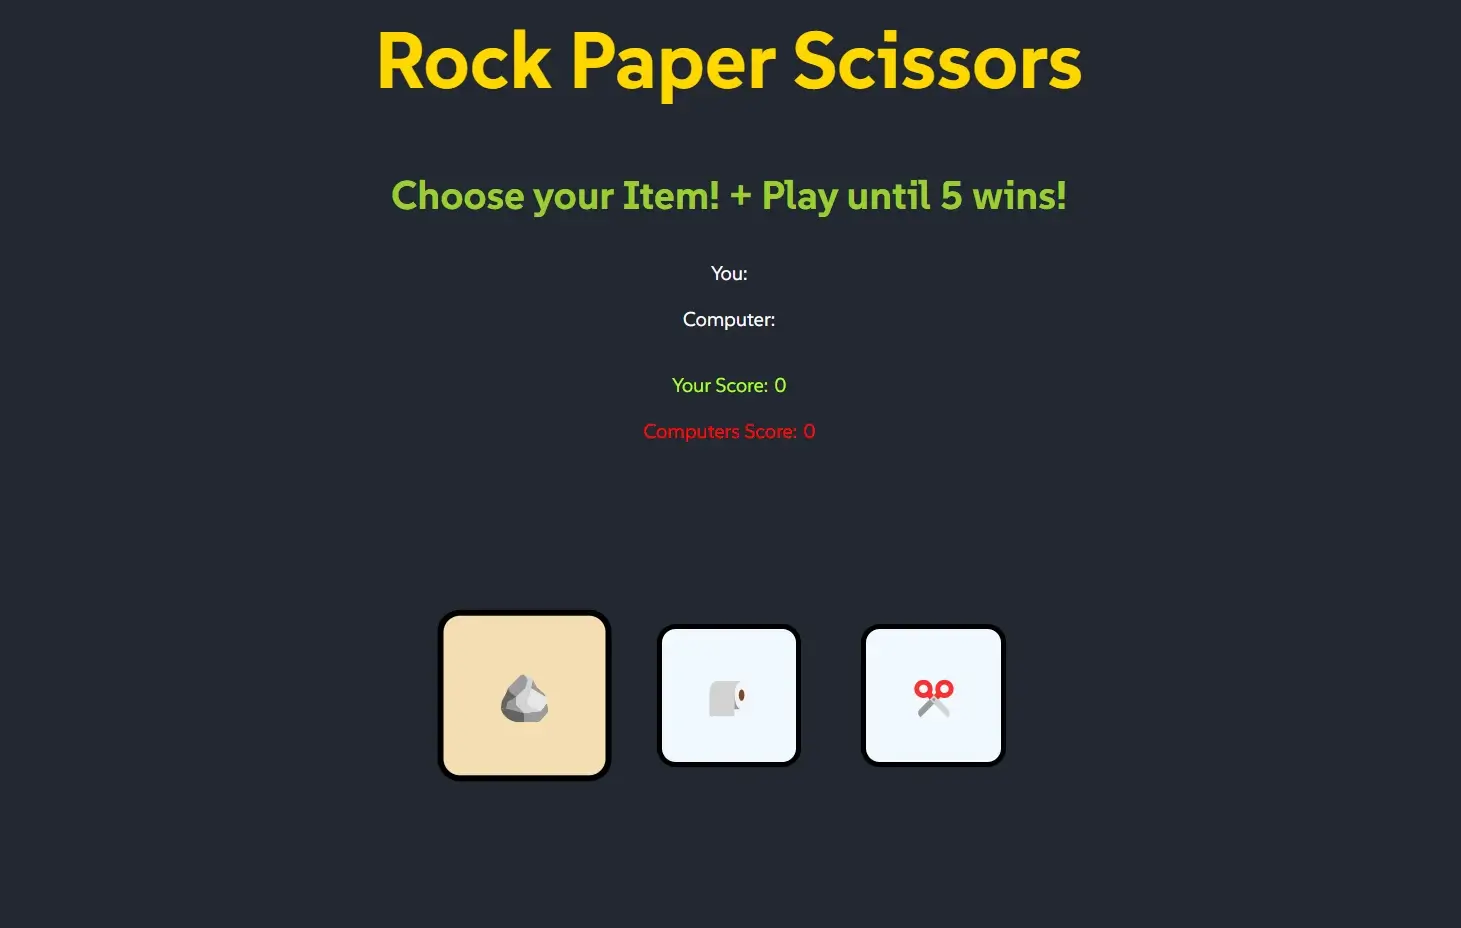 Rock Paper Scissors
Choose your Item! + Play until 5 wins!
You:
Computer:
Your Score: 0
Computers Score: 0